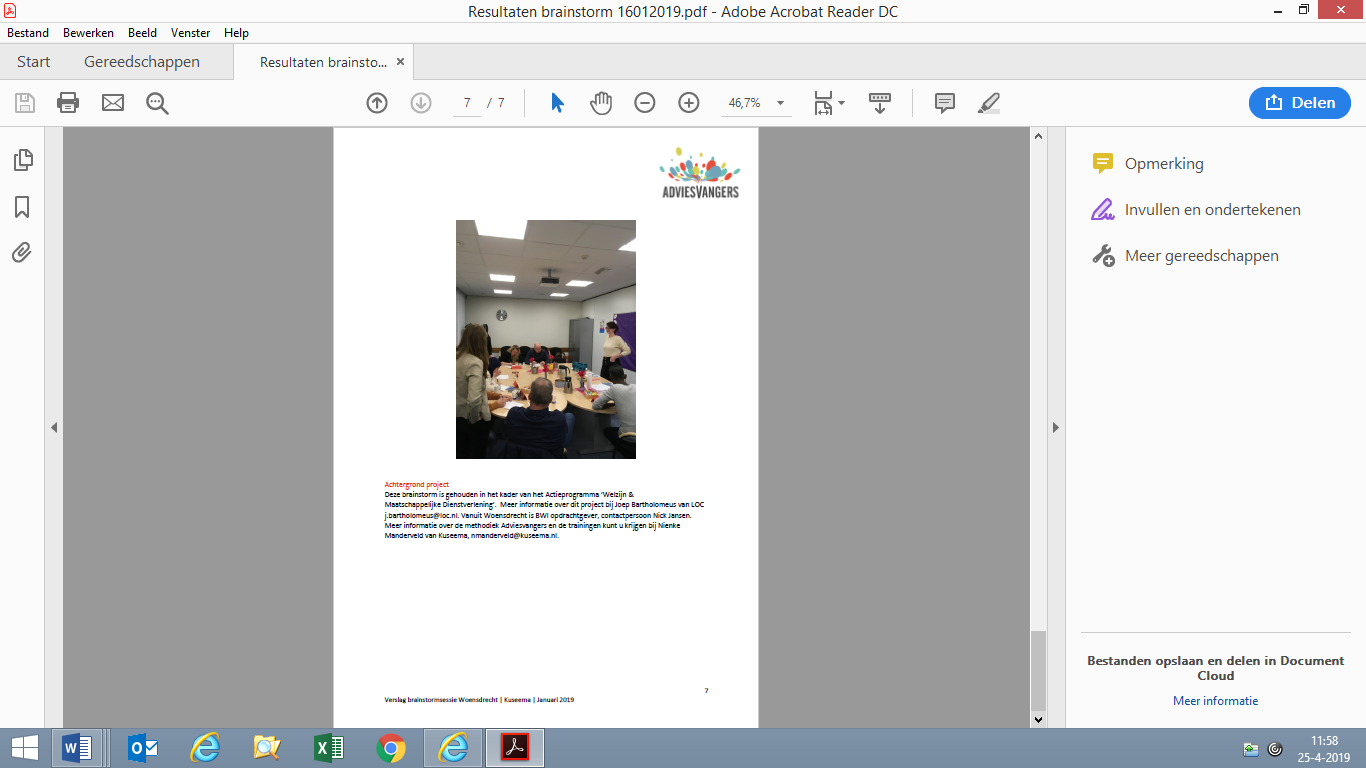 Resultaten brainstorm 16012019.pdf - Adobe Acrobat Reader DC
Bestand Bewerken Beeld Venster Help
Start Gereedschappen Resultaten brainsto...
7 / 7 46,7% Delen
ADVIESVANGERS
Opmerking
Invullen en ondertekenen
Meer gereedschappen
Achtergrond project
Deze brainstorm is gehouden in het kader van het Actieprogramma 'Welzijn &
Maatschappelijke Dienstverlening'. Meer informatie over dit project bij Joep Bartholomeus van LOC
j.bartholomeus@loc.nl. Vanuit Woensdrecht is BWI opdrachtgever, contactpersoon Nick Jansen.
Meer informatie over de methodiek Adviesvangers en de trainingen kunt u krijgen bij Nienke
Manderveld van Kuseema, nmanderveld@kuseema.nl.
7
Verslag brainstormsessie Woensdrecht | Kuseema | Januari 2019
Bestanden opslaan en delen in Document
Cloud
Meer informatie
11:58
25-4-2019